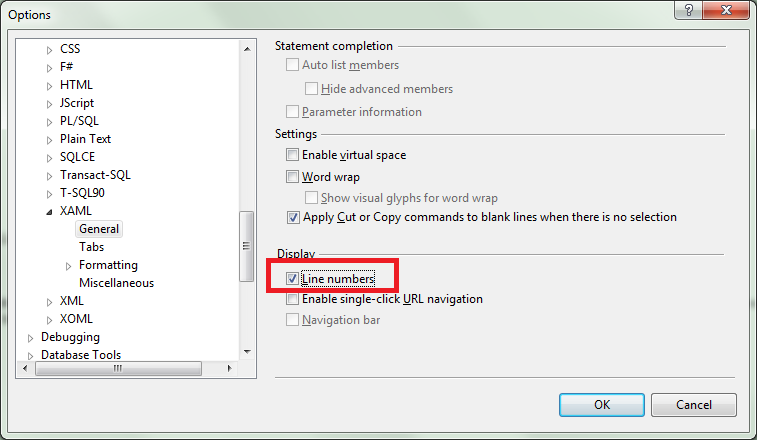 Options
CSS
F#
HTML
JScript
PL/SQL
Plain Text
SQLCE
Transact-SQL
T-SQL90
XAML
General
Tabs
Formatting
Miscellaneous
XML
XOML
Debugging
Database Tools
Statement completion
Auto list members
Hide advanced members
Parameter information
Settings
Enable virtual space
Word wrap
Show visual glyphs for word wrap
Apply Cut or Copy commands to blank lines when there is no selection
Display
Line numbers
Enable single-click URL navigation
Navigation bar
OK
Cancel